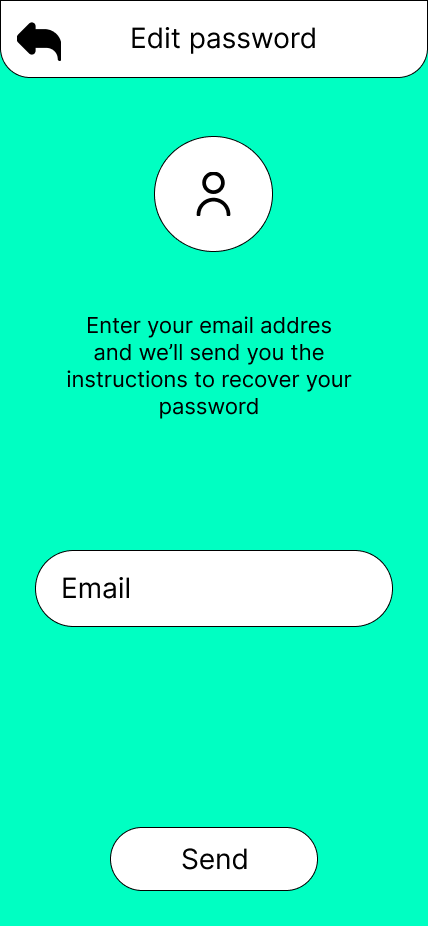 Edit password
Enter your email addres
and we’ll send you the
instructions to recover your
password
Email
Send